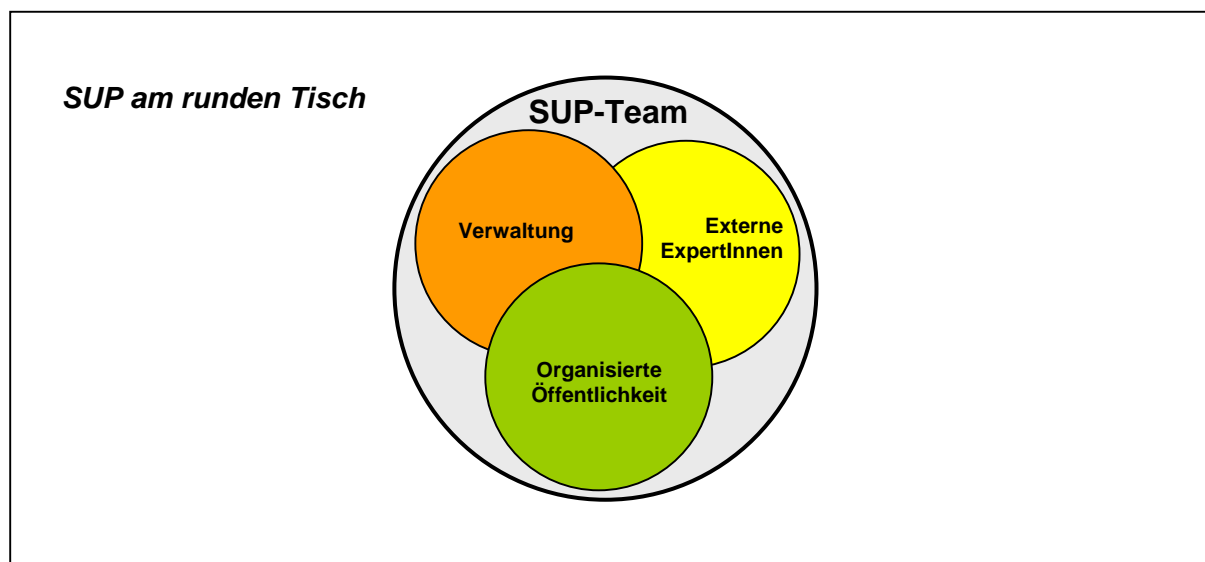 SUP am runden Tisch
SUP-Team
Verwaltung
Externe
ExpertInnen
Organisierte
Öffentlichkeit